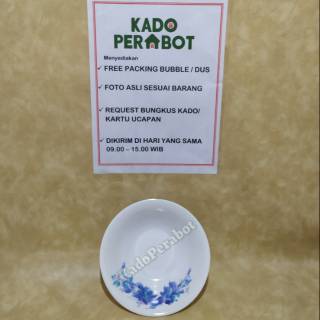 KADO
PERABOT
Menyediakan
✓ FREE PACKING BUBBLE / DUS
✓ FOTO ASLI SESUAI BARANG
✓ REQUEST BUNGKUS KADO/
KARTU UCAPAN
✓ DIKIRIM DI HARI YANG SAMA
09.00 – 15.00 WIB
KadoPerabot